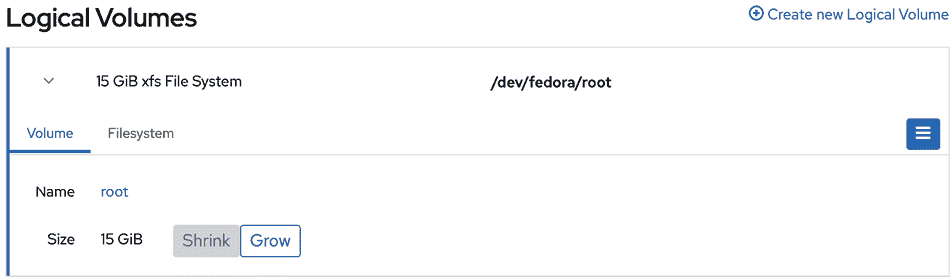 Logical Volumes
Create new Logical Volume
15 GiB xfs File System
/dev/fedora/root
Volume
Filesystem
Name root
Size 15 GiB Shrink Grow